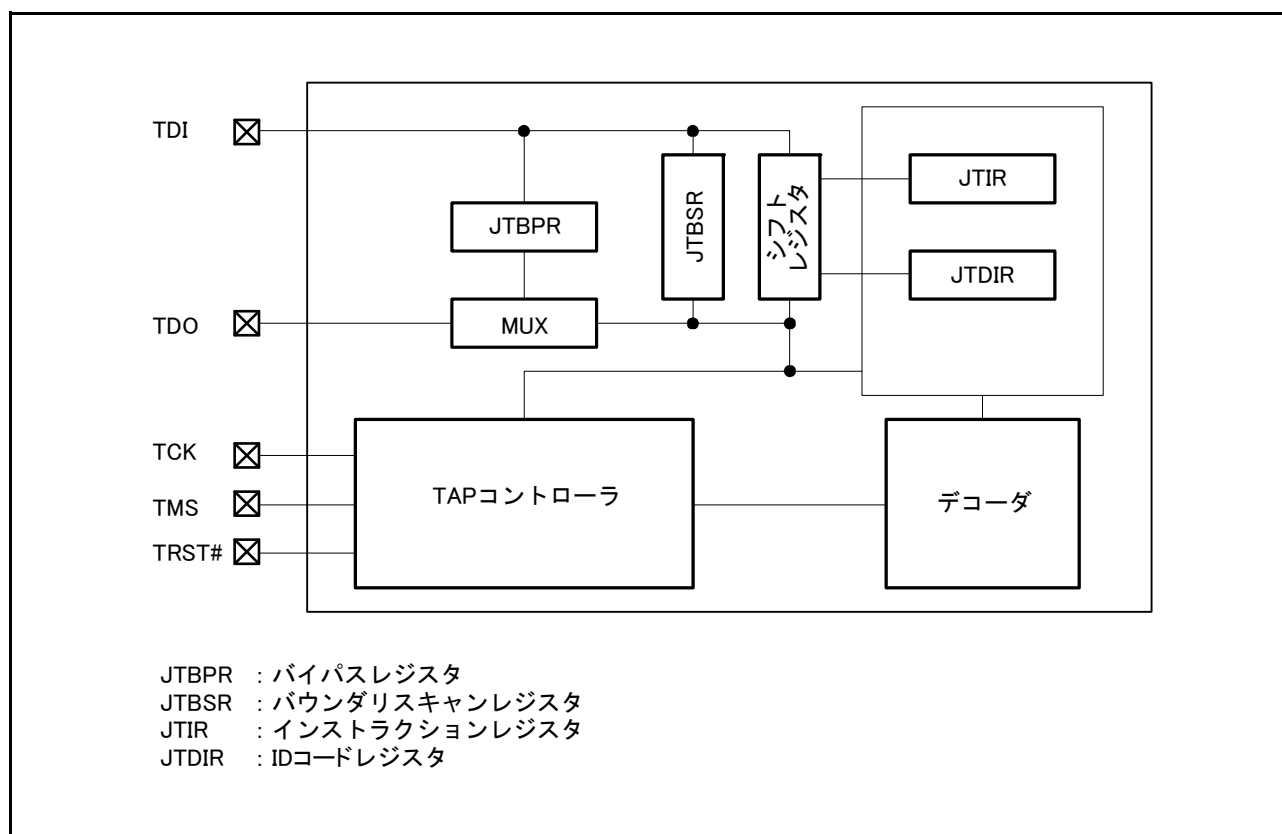 TDI
JTBPR
JTBSR
シフト
レジスタ
JTIR
JTDIR
TDO
MUX
TCK
TMS
TRST#
TAPコントローラ
デコーダ
JTBPR : バイパスレジスタ
JTBSR : バウンダリスキャンレジスタ
JTIR : インストラクションレジスタ
JTDIR : IDコードレジスタ